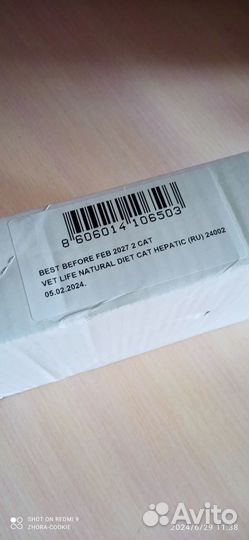 8 606014 106503
BEST BEFORE FEB 2027 2 CAT
VET LIFE NATURAL DIET CAT HEPATIC (RU) 24002
05.02.2024.
SHOT ON REDMI 9
ZHORA-COOKIE
2024/6/29 11:38
Avito